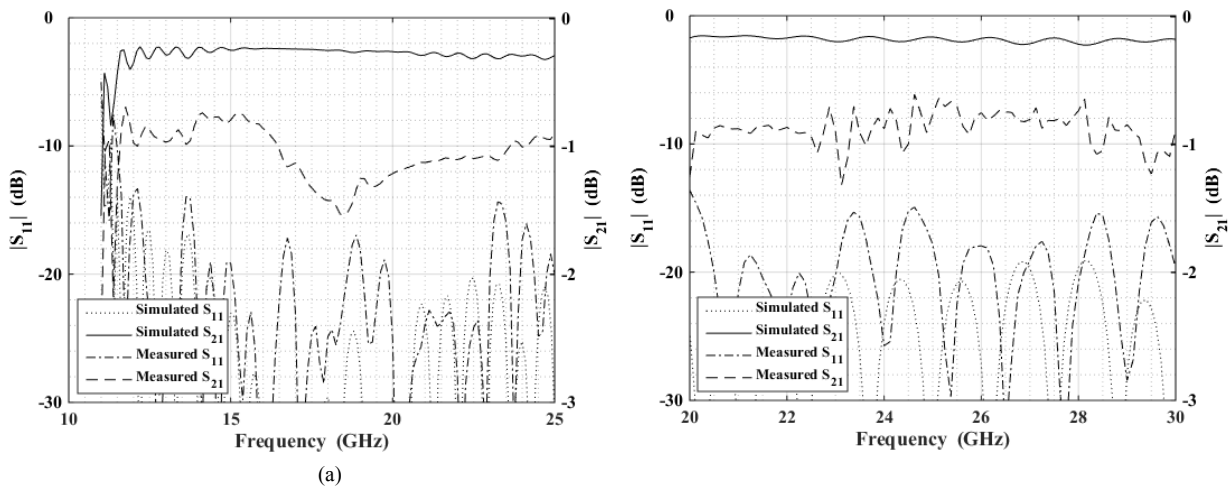 0
-10
-20
-30
|S11| (dB)
0
-1
-2
-3
|S21| (dB)
Simulated S11
Simulated S21
Measured S11
Measured S21
10
15
20
25
Frequency (GHz)
(a)
0
-10
-20
-30
|S11| (dB)
0
-1
-2
-3
|S21| (dB)
Simulated S11
Simulated S21
Measured S11
Measured S21
20
22
24
26
28
30
Frequency (GHz)